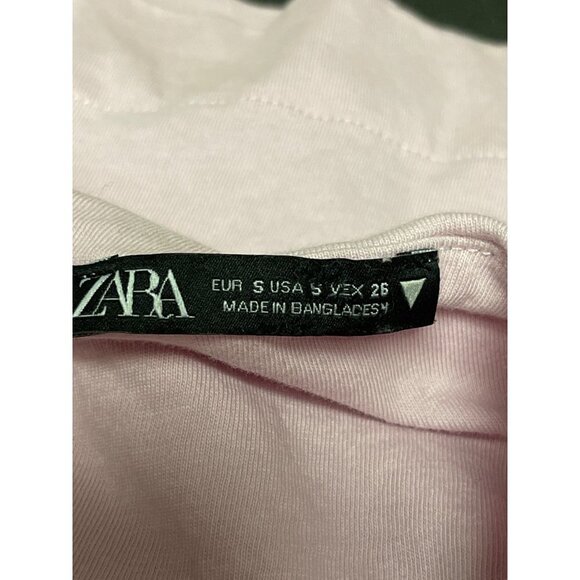 ZARA
EUR S USA S MEX 26
MADE IN BANGLADESH